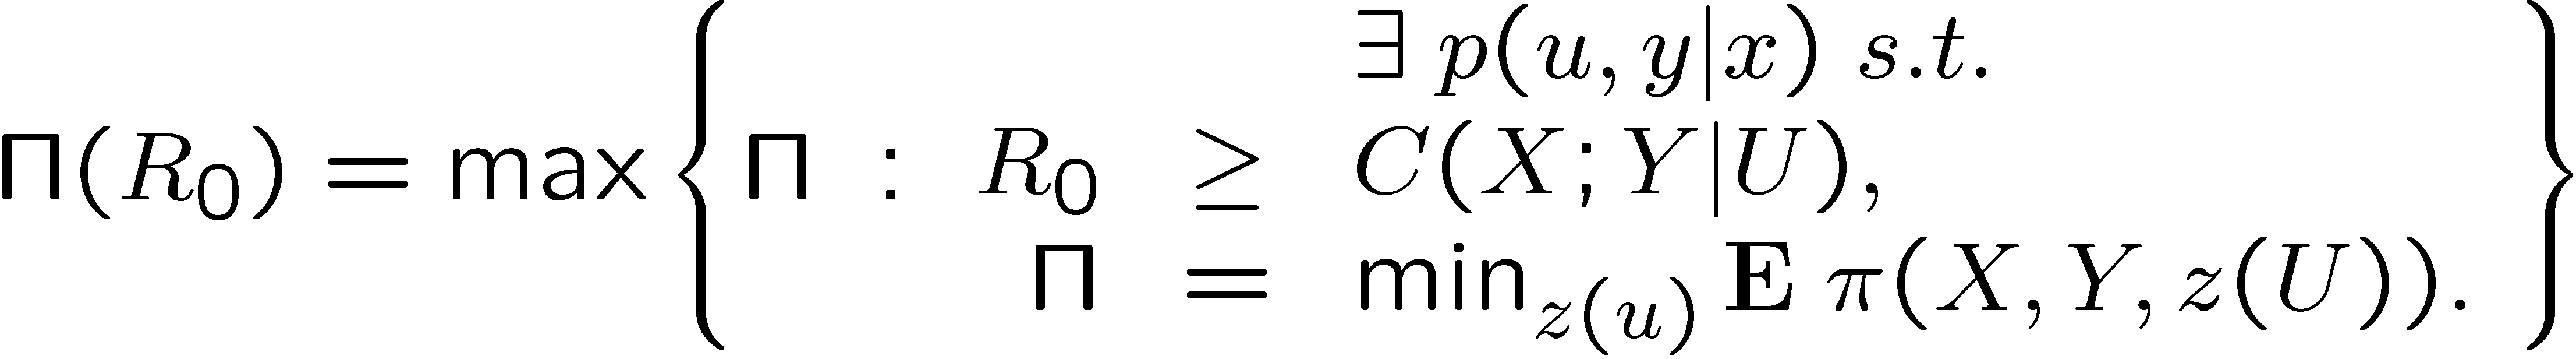 ∃ p(u, y|x) s.t.
Π(R₀) = max { Π : R₀ ≥ C(X; Y|U),
Π = min_{z(u)} E π(X, Y, z(U)). }